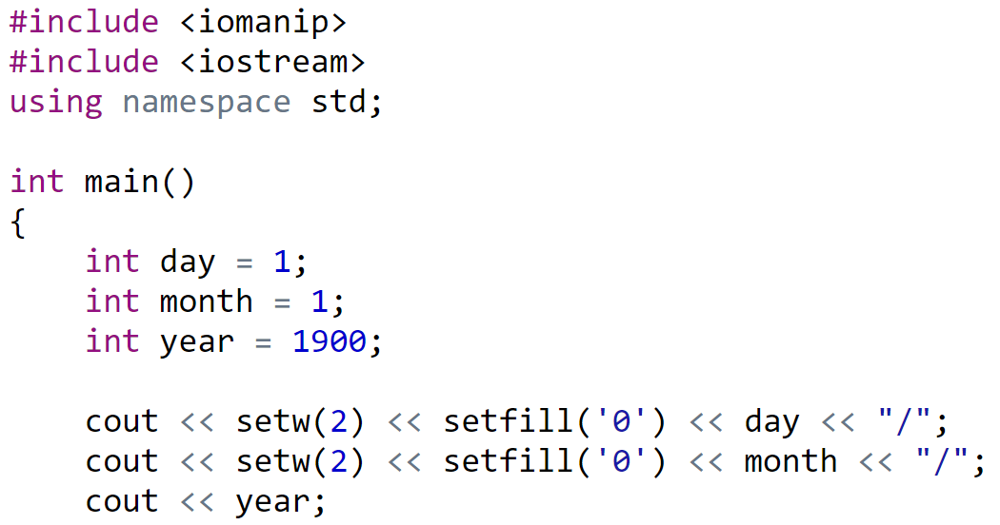 #include <iomanip>
#include <iostream>
using namespace std;

int main()
{
    int day = 1;
    int month = 1;
    int year = 1900;

    cout << setw(2) << setfill('0') << day << "/";
    cout << setw(2) << setfill('0') << month << "/";
    cout << year;